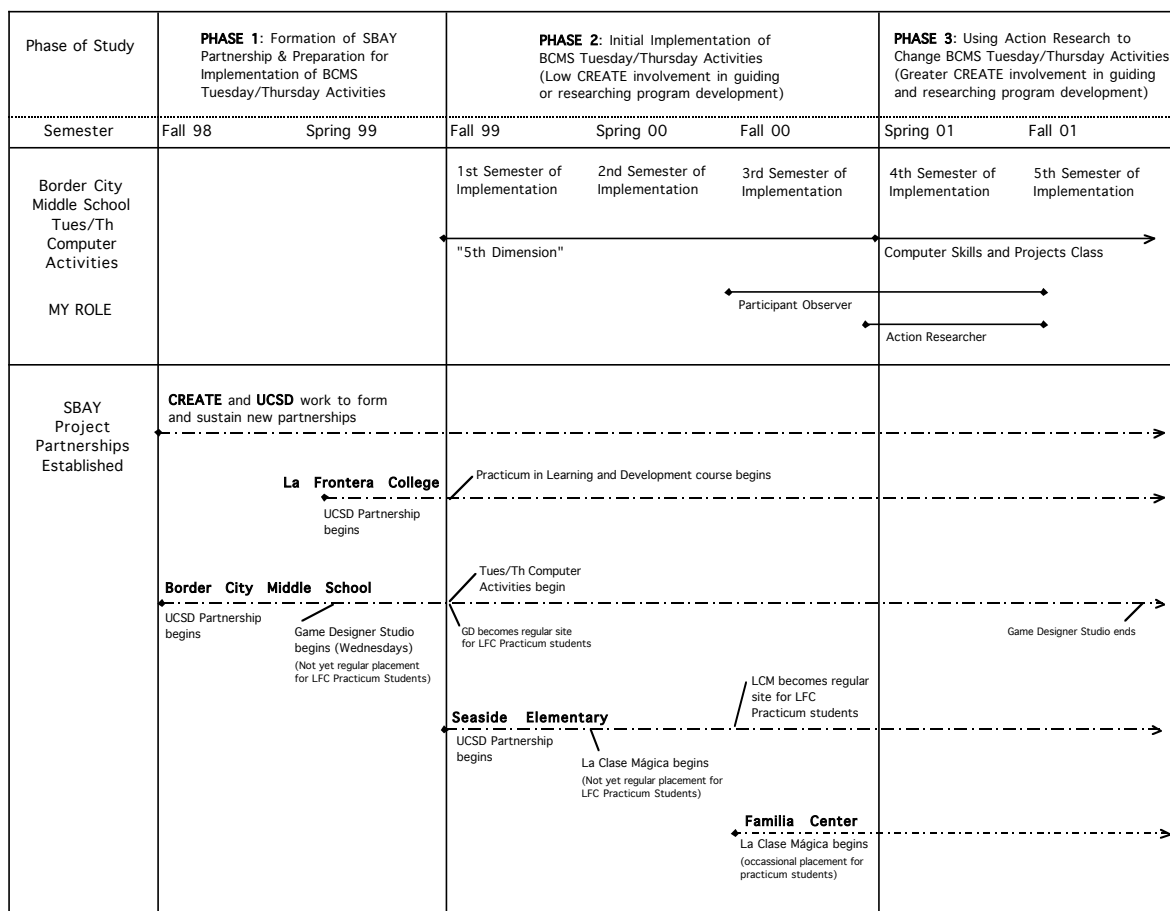 Phase of Study
PHASE 1: Formation of SBAY
Partnership & Preparation for
Implementation of BCMS
Tuesday/Thursday Activities
PHASE 2: Initial Implementation of
BCMS Tuesday/Thursday Activities
(Low CREATE involvement in guiding
or researching program development)
PHASE 3: Using Action Research to
Change BCMS Tuesday/Thursday Activities
(Greater CREATE involvement in guiding
and researching program development)
Semester
Fall 98
Spring 99
Fall 99
Spring 00
Fall 00
Spring 01
Fall 01
Border City
Middle School
Tues/Th
Computer
Activities
1st Semester of
Implementation
2nd Semester of
Implementation
3rd Semester of
Implementation
4th Semester of
Implementation
5th Semester of
Implementation
"5th Dimension"
Computer Skills and Projects Class
MY ROLE
Participant Observer
Action Researcher
SBAY
Project
Partnerships
Established
CREATE and UCSD work to form
and sustain new partnerships
La Frontera College
UCSD Partnership
begins
Practicum in Learning and Development course begins
Border City Middle School
UCSD Partnership
begins
Game Designer Studio
begins (Wednesdays)
(Not yet regular placement
for LFC Practicum Students)
Tues/Th Computer
Activities begin
GD becomes regular site
for LFC Practicum students
Game Designer Studio ends
Seaside Elementary
UCSD Partnership
begins
La Clase Mágica begins
(Not yet regular placement for
LFC Practicum Students)
LCM becomes regular
site for LFC
Practicum students
Familia Center
La Clase Mágica begins
(occassional placement for
practicum students)